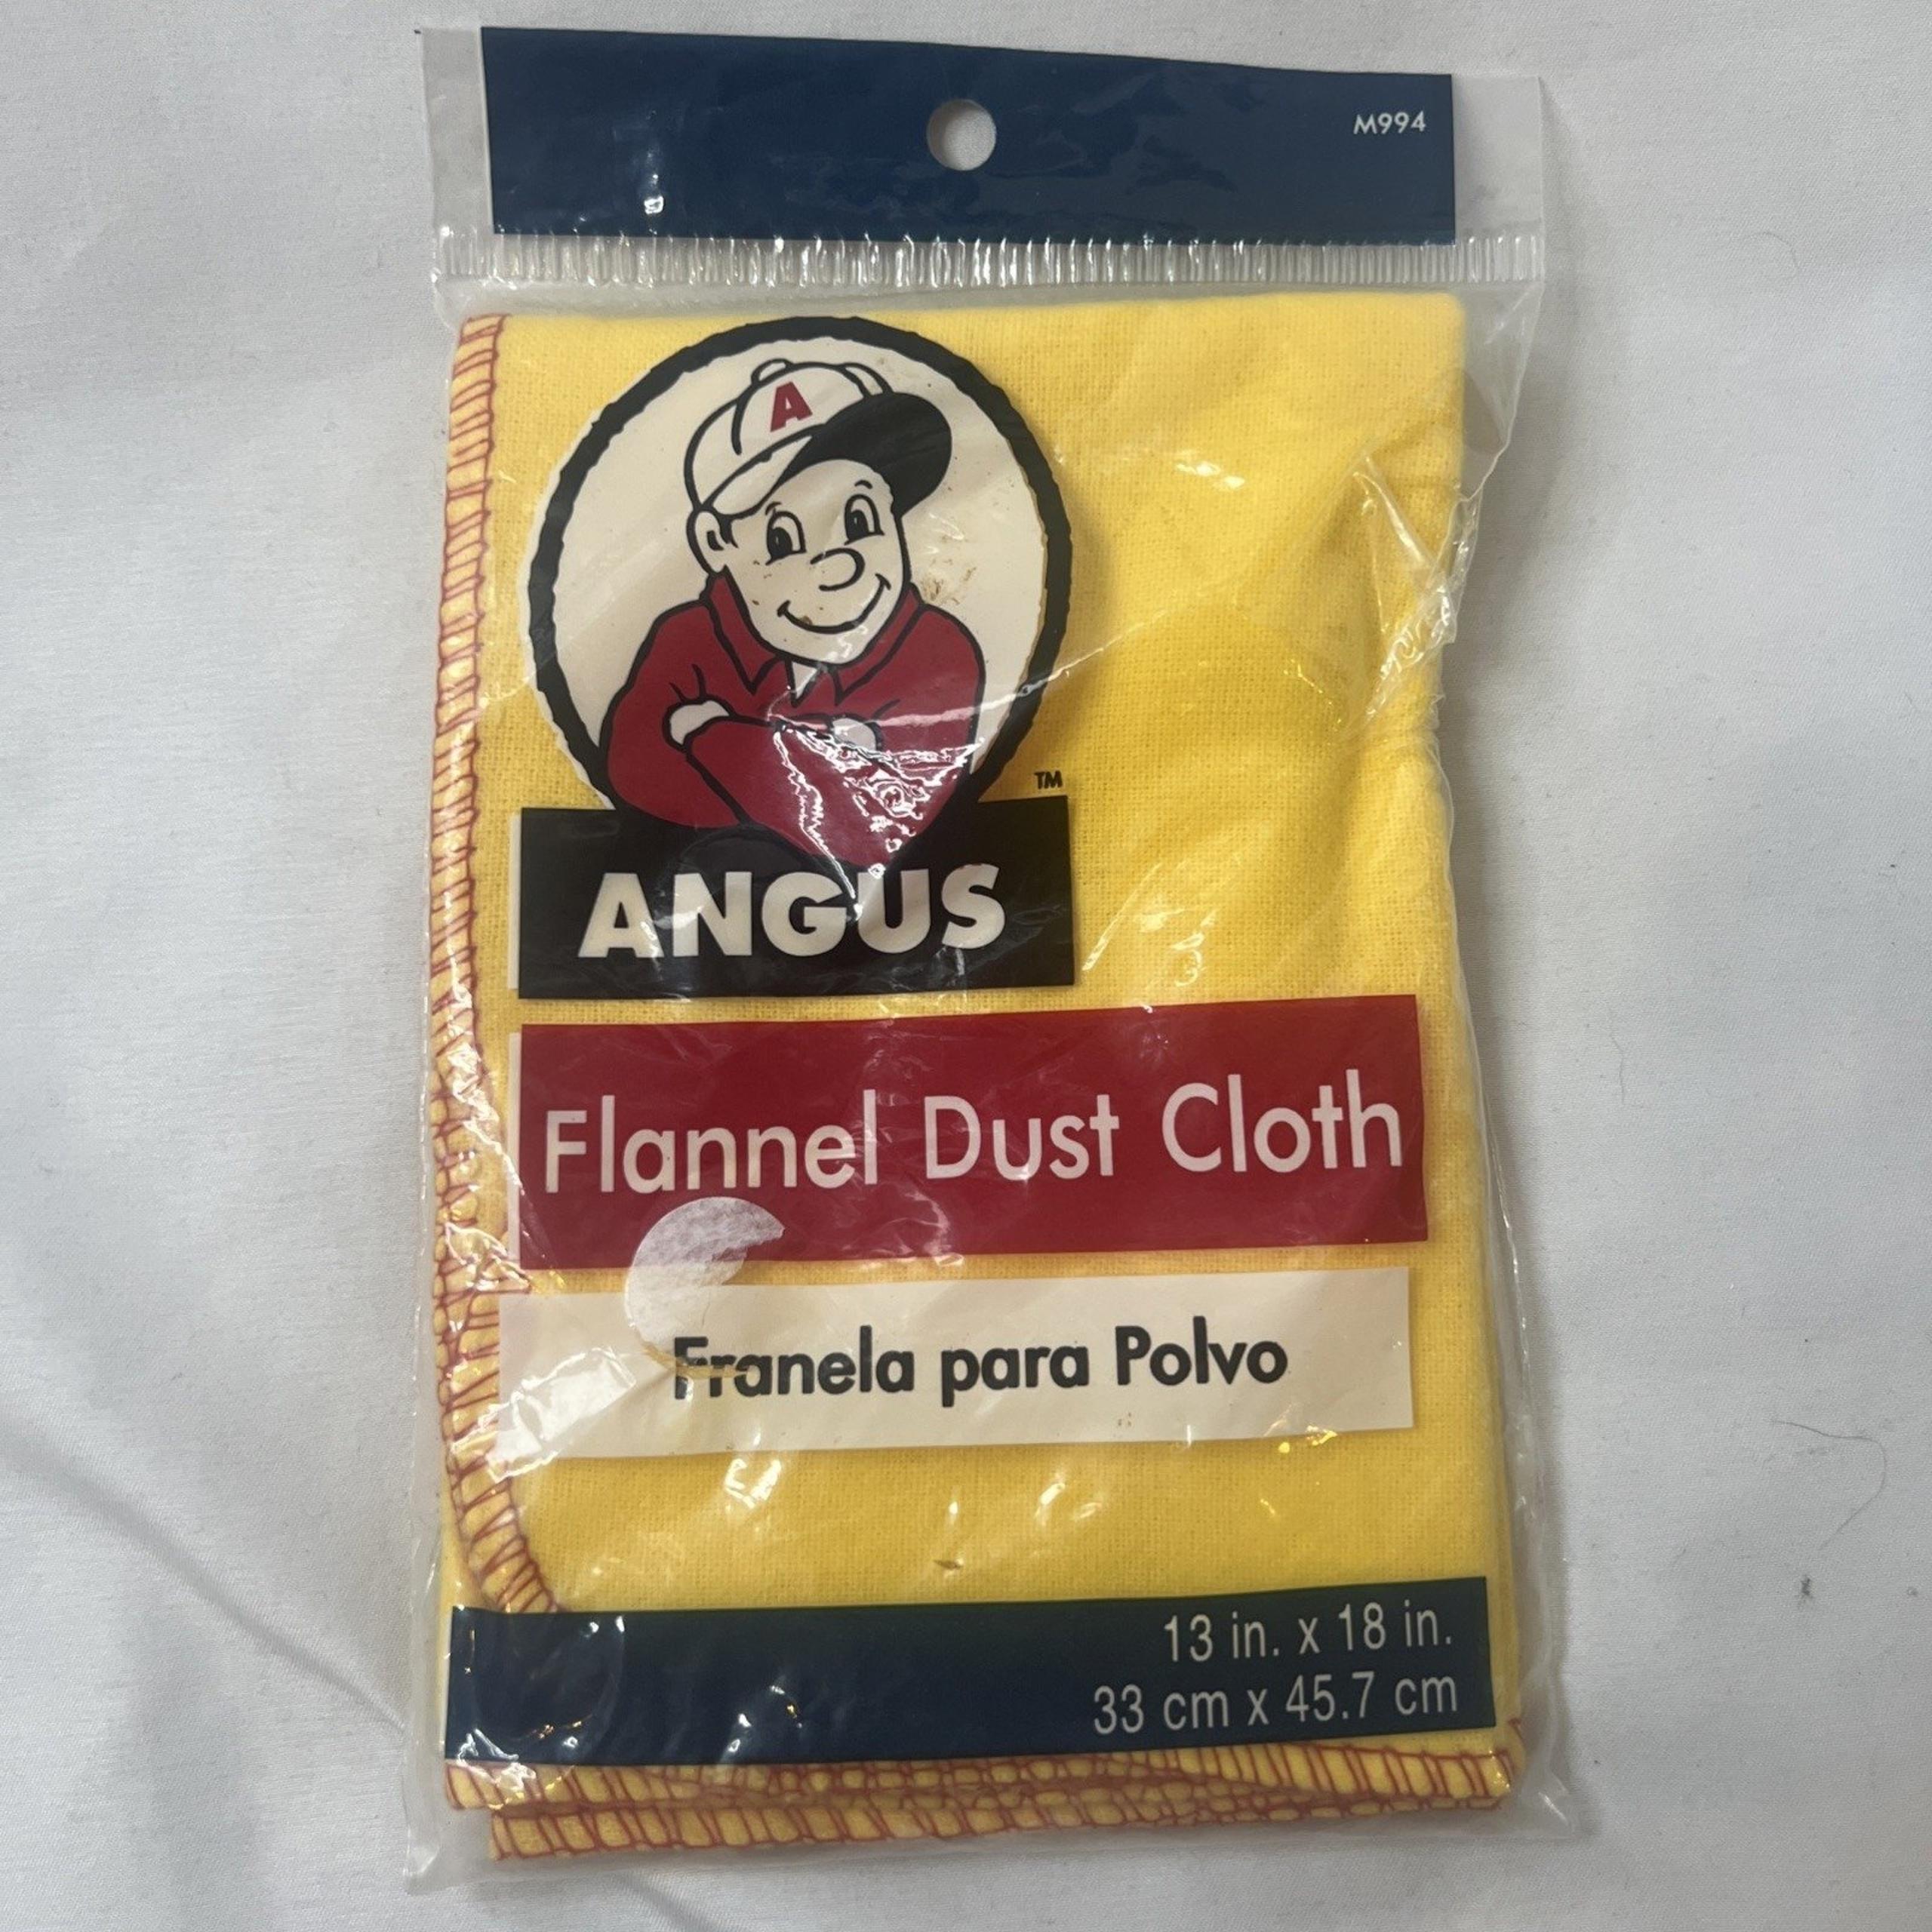 M994
A
TM
ANGUS
Flannel Dust Cloth
Franela para Polvo
13 in. x 18 in.
33 cm x 45.7 cm